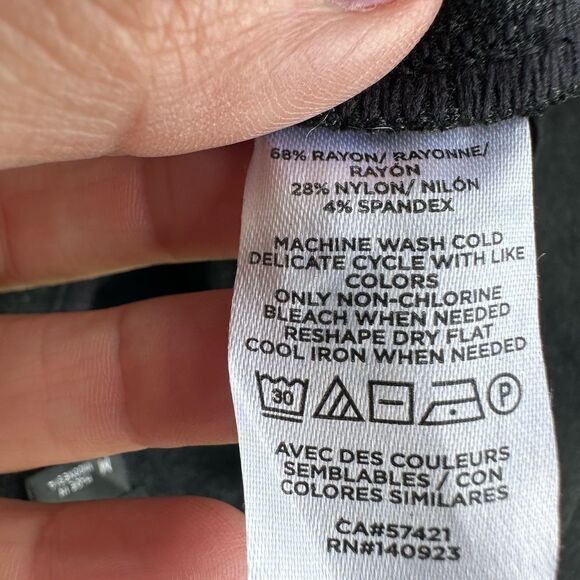 68% RAYON/ RAYONNE/
RAYÓN
28% NYLON/ NILÓN
4% SPANDEX
MACHINE WASH COLD
DELICATE CYCLE WITH LIKE
COLORS
ONLY NON-CHLORINE
BLEACH WHEN NEEDED
RESHAPE DRY FLAT
COOL IRON WHEN NEEDED
30 P
AVEC DES COULEURS
SEMBLABLES / CON
COLORES SIMILARES
CA#57421
RN#140923
M